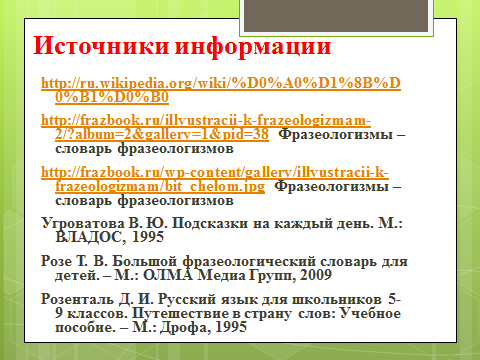 Источники информации
http://ru.wikipedia.org/wiki/%D0%A0%D1%8B%D
0%B1%D0%B0
http://frazbook.ru/illyustracii-k-frazeologizmam-
2/?album=2&gallery=1&pid=38 Фразеологизмы –
словарь фразеологизмов
http://frazbook.ru/wp-content/gallery/illyustracii-k-
frazeologizmam/bit_chelom.jpg Фразеологизмы –
словарь фразеологизмов
Угроватова В. Ю. Подсказки на каждый день. М.:
ВЛАДОС, 1995
Розе Т. В. Большой фразеологический словарь для
детей. – М.: ОЛМА Медиа Групп, 2009
Розенталь Д. И. Русский язык для школьников 5-
9 классов. Путешествие в страну слов: Учебное
пособие. – М.: Дрофа, 1995